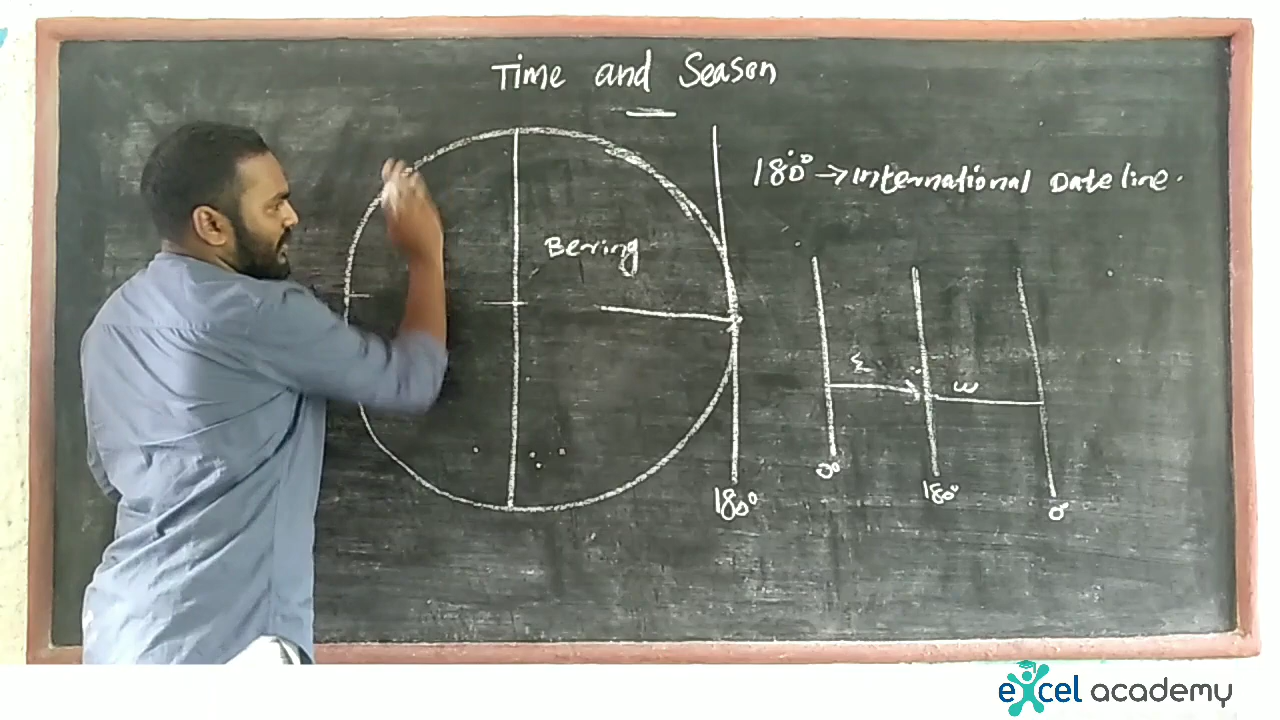 Time and Season
180° → International Date line.
Bering
E
W
180°
0°
180°
0°
excel academy